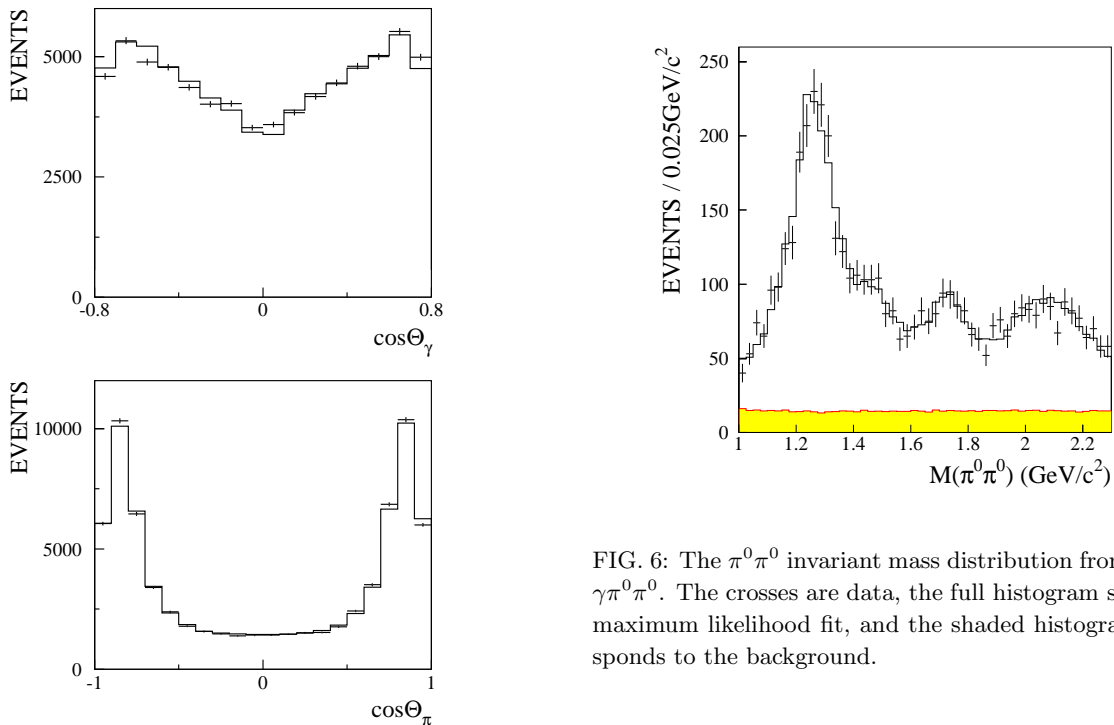 EVENTS
5000
2500
0
-0.8
0
0.8
cosΘγ
EVENTS
10000
5000
0
-1
0
1
cosΘπ
EVENTS / 0.025GeV/c²
250
200
150
100
50
0
1
1.2
1.4
1.6
1.8
2
2.2
M(π⁰π⁰) (GeV/c²)
FIG. 6: The π⁰π⁰ invariant mass distribution from
γπ⁰π⁰. The crosses are data, the full histogram s
maximum likelihood fit, and the shaded histogra
sponds to the background.